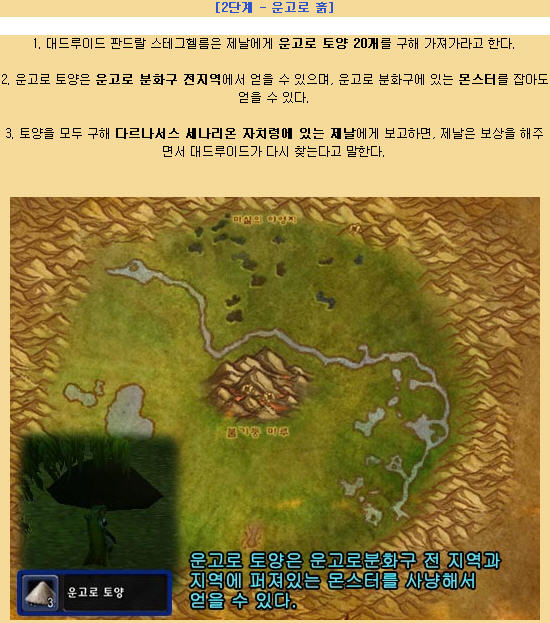 [2단계 - 운고로 흙]
1. 대드루이드 판드랄 스테그헬름은 제날에게 운고로 토양 20개를 구해 가져가라고 한다.
2. 운고로 토양은 운고로 분화구 전지역에서 얻을 수 있으며, 운고로 분화구에 있는 몬스터를 잡아도
얻을 수 있다.
3. 토양을 모두 구해 다르나서스 세나리온 자치령에 있는 제날에게 보고하면, 제날은 보상을 해주
면서 대드루이드가 다시 찾는다고 말한다.
마샬의 야영지
불기둥 마루
운고로 토양은 운고로분화구 전 지역과
지역에 퍼져있는 몬스터를 사냥해서
얻을 수 있다.
3
운고로 토양